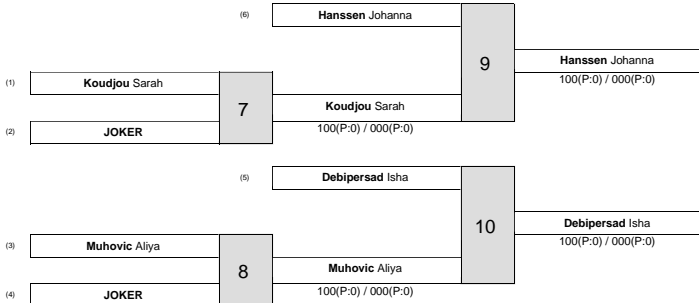 (6) Hanssen Johanna
9
Hanssen Johanna
100(P:0) / 000(P:0)
(1) Koudjou Sarah
7
Koudjou Sarah
100(P:0) / 000(P:0)
(2) JOKER
(5) Debipersad Isha
10
Debipersad Isha
100(P:0) / 000(P:0)
(3) Muhovic Aliya
8
Muhovic Aliya
100(P:0) / 000(P:0)
(4) JOKER